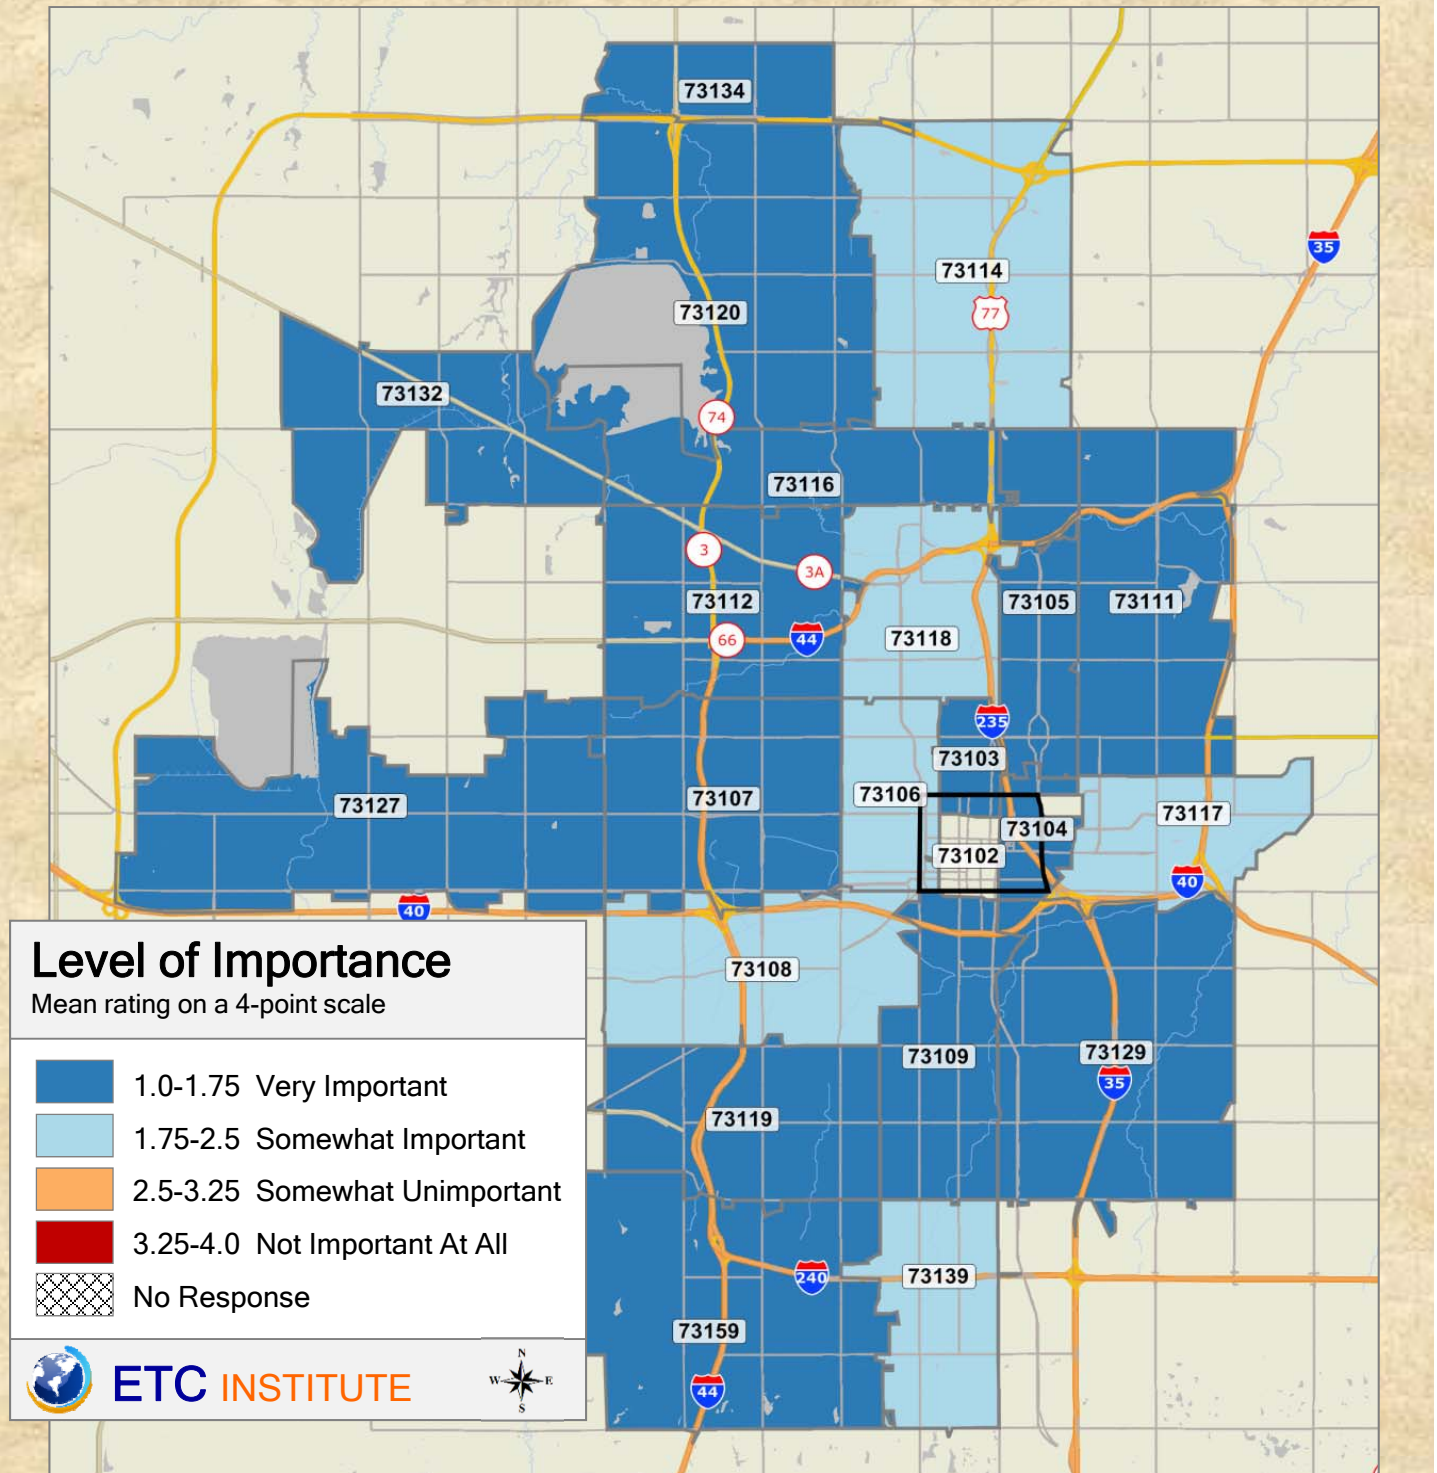 73134
35
73114
77
73120
73132
74
73116
3
3A
73112
73105
73111
66
44
73118
235
73103
73106
73107
73127
73117
73104
73102
40
40
Level of Importance
Mean rating on a 4-point scale
1.0-1.75 Very Important
1.75-2.5 Somewhat Important
2.5-3.25 Somewhat Unimportant
3.25-4.0 Not Important At All
No Response
ETC INSTITUTE
N
W E
S
73108
73109
73129
35
73119
240
73139
73159
44